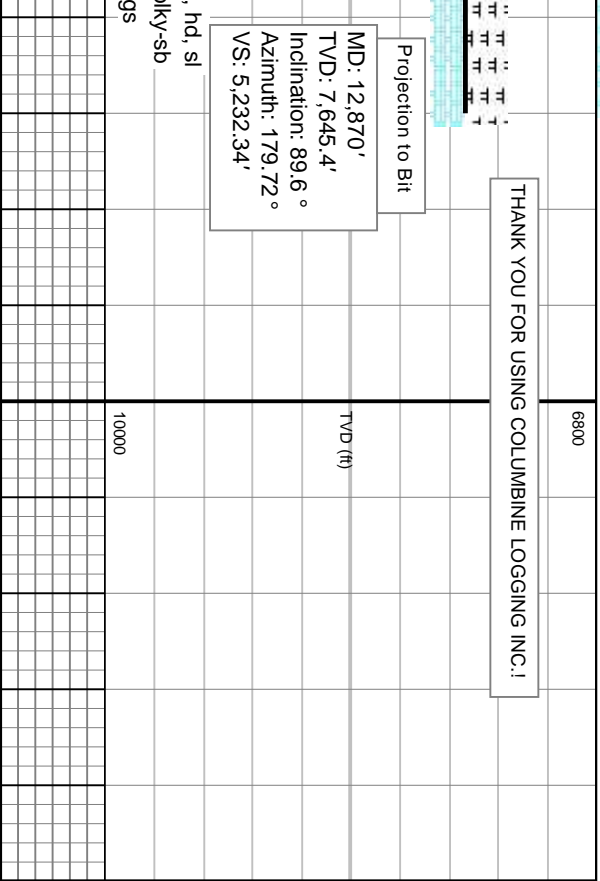 THANK YOU FOR USING COLUMBINE LOGGING INC.!
6800
TVD (ft)
10000
Projection to Bit
MD: 12,870'
TVD: 7,645.4'
Inclination: 89.6 °
Azimuth: 179.72°
VS: 5,232.34'
, hd, sl
olky-sb
gs